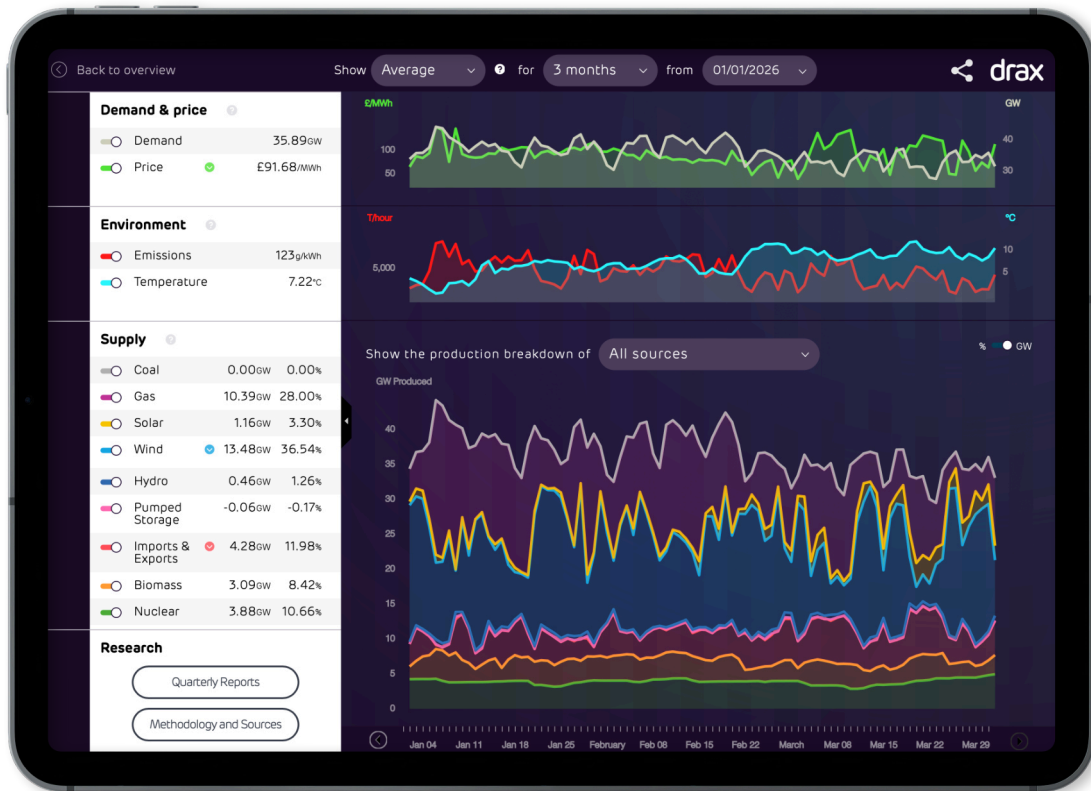 Back to overview
Show Average ? for 3 months from 01/01/2026
drax
Demand & price ?
Demand 35.89GW
Price £91.68/MWh
Environment ?
Emissions 123g/kWh
Temperature 7.22°C
Supply ?
Coal 0.00GW 0.00%
Gas 10.39GW 28.00%
Solar 1.16GW 3.30%
Wind 13.48GW 36.54%
Hydro 0.46GW 1.26%
Pumped
Storage -0.06GW -0.17%
Imports &
Exports 4.28GW 11.98%
Biomass 3.09GW 8.42%
Nuclear 3.88GW 10.66%
Research
Quarterly Reports
Methodology and Sources
£/MWh GW
100 40
50 30
T/hour °C
5,000 10
5
Show the production breakdown of All sources
% GW
GW Produced
40
35
30
25
20
15
10
5
0
Jan 04 Jan 11 Jan 18 Jan 25 February Feb 08 Feb 15 Feb 22 March Mar 08 Mar 15 Mar 22 Mar 29